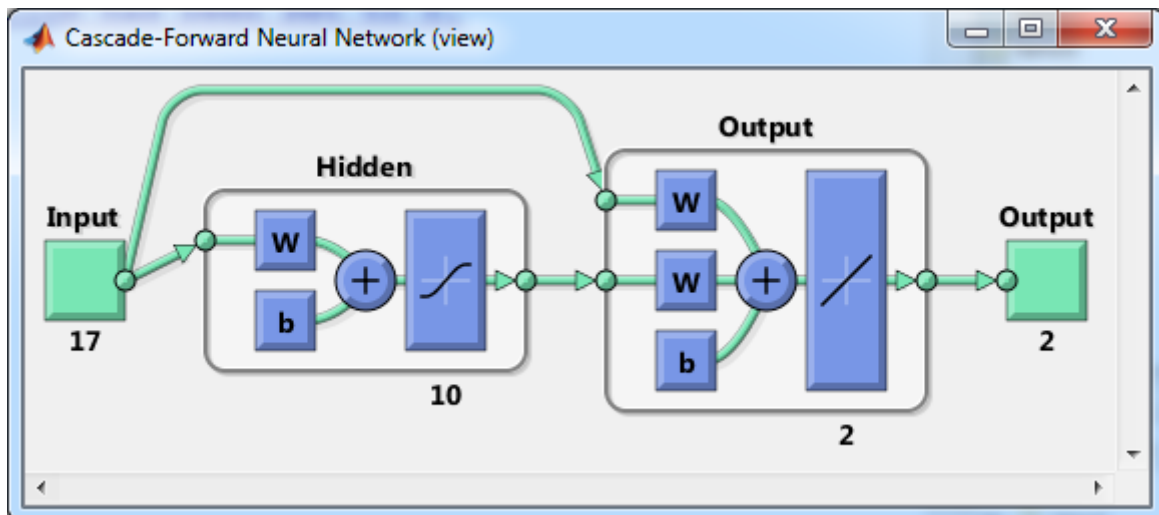 Cascade-Forward Neural Network (view)
Output
Hidden
Input
Output
W
W
W
b
b
17
2
10
2